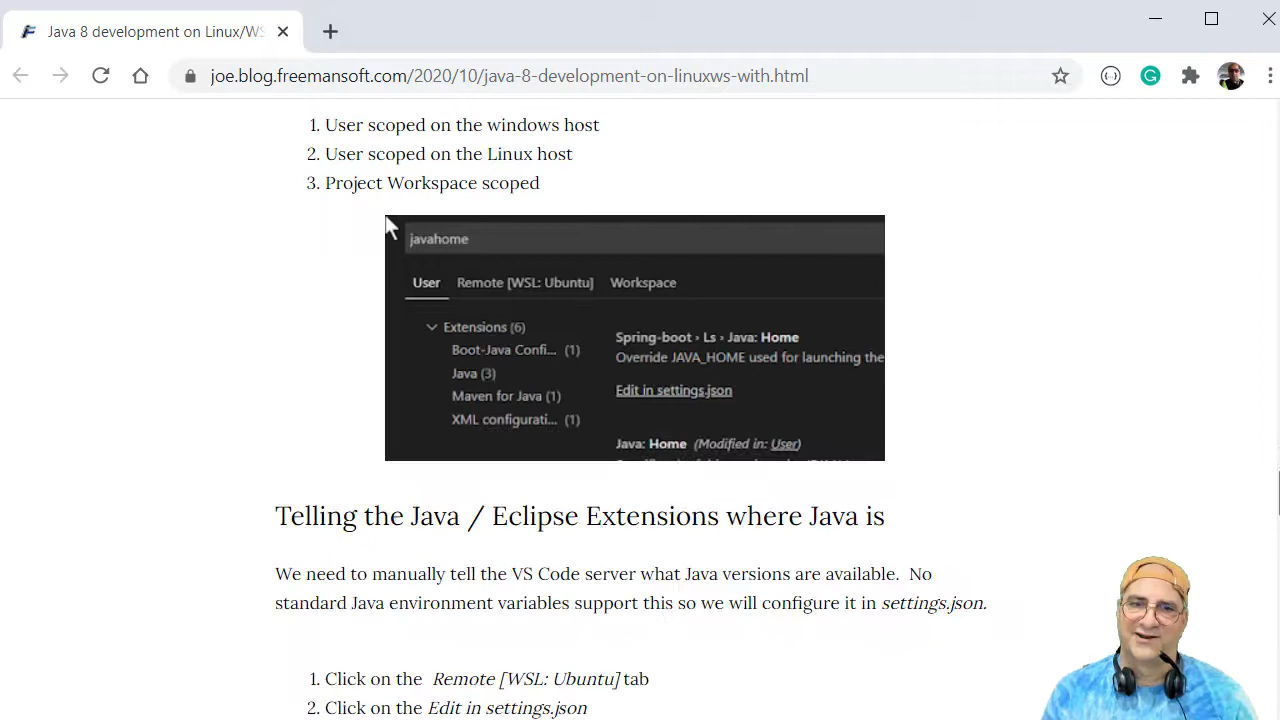 Java 8 development on Linux/WS
joe.blog.freemansoft.com/2020/10/java-8-development-on-linuxws-with.html
1. User scoped on the windows host
2. User scoped on the Linux host
3. Project Workspace scoped
javahome
User Remote [WSL: Ubuntu] Workspace
Extensions (6)
Boot-Java Confi... (1)
Java (3)
Maven for Java (1)
XML configurati... (1)
Spring-boot › Ls › Java: Home
Override JAVA_HOME used for launching the
Edit in settings.json
Java: Home (Modified in: User)
Telling the Java / Eclipse Extensions where Java is
We need to manually tell the VS Code server what Java versions are available. No
standard Java environment variables support this so we will configure it in settings.json.
1. Click on the Remote [WSL: Ubuntu] tab
2. Click on the Edit in settings.json